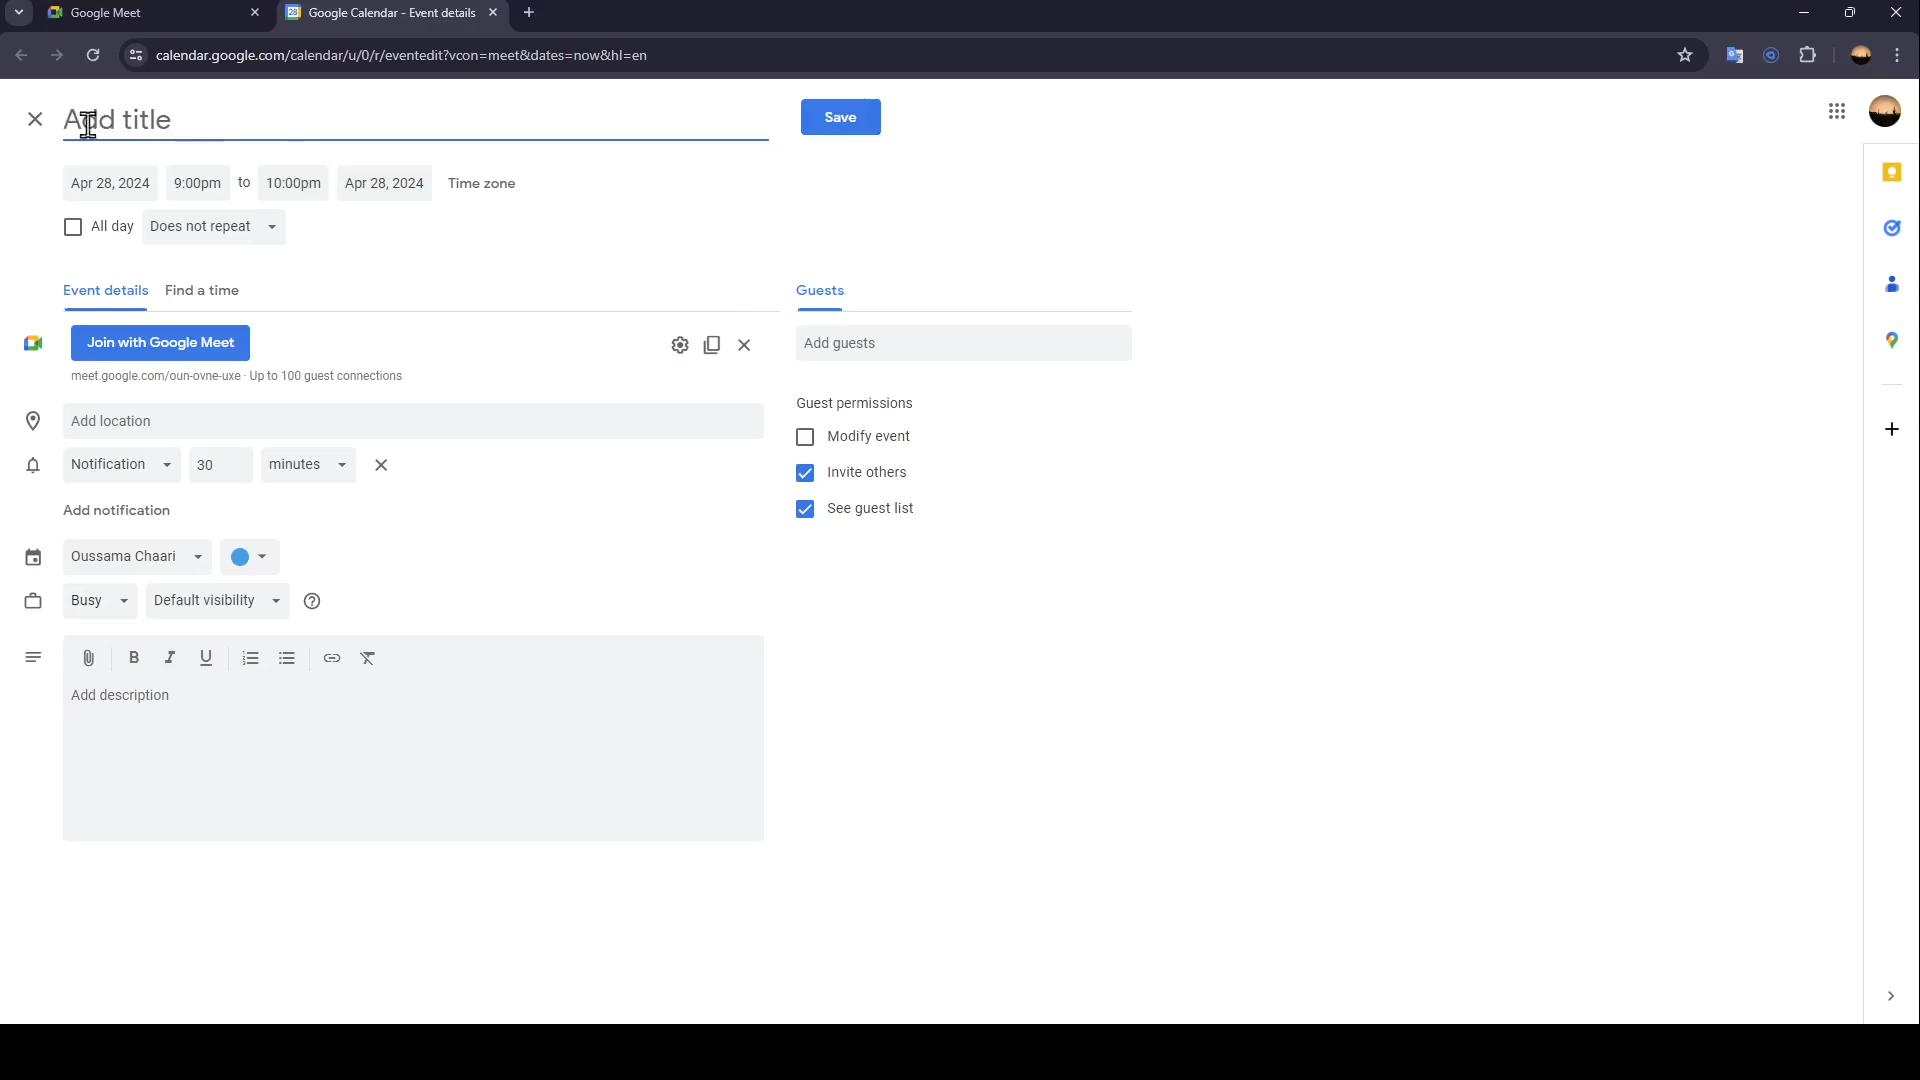 Google Meet
Google Calendar - Event details
calendar.google.com/calendar/u/0/r/eventedit?vcon=meet&dates=now&hl=en
Add title
Save
Apr 28, 2024 9:00pm to 10:00pm Apr 28, 2024 Time zone
All day Does not repeat
Event details Find a time
Guests
Join with Google Meet
meet.google.com/oun-ovne-uxe · Up to 100 guest connections
Add guests
Guest permissions
Add location
Modify event
Notification 30 minutes
Invite others
Add notification
See guest list
Oussama Chaari
Busy Default visibility
B I U
Add description